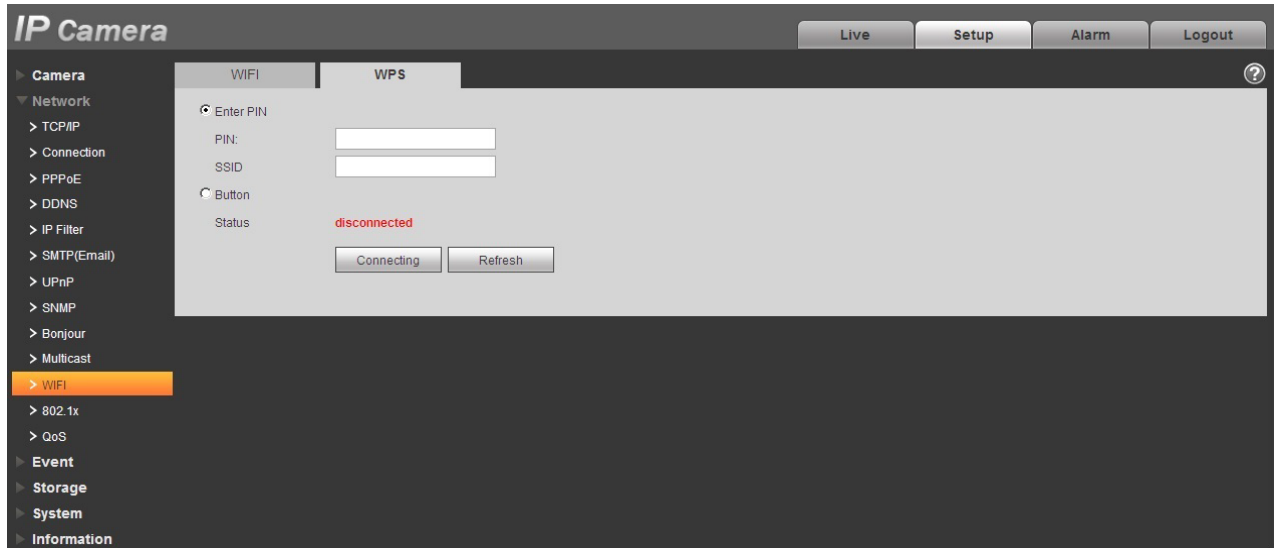 IP Camera
Live
Setup
Alarm
Logout
Camera
Network
> TCP/IP
> Connection
> PPPoE
> DDNS
> IP Filter
> SMTP(Email)
> UPnP
> SNMP
> Bonjour
> Multicast
> WIFI
> 802.1x
> QoS
Event
Storage
System
Information
WIFI
WPS
?
Enter PIN
PIN:
SSID
Button
Status disconnected
Connecting
Refresh